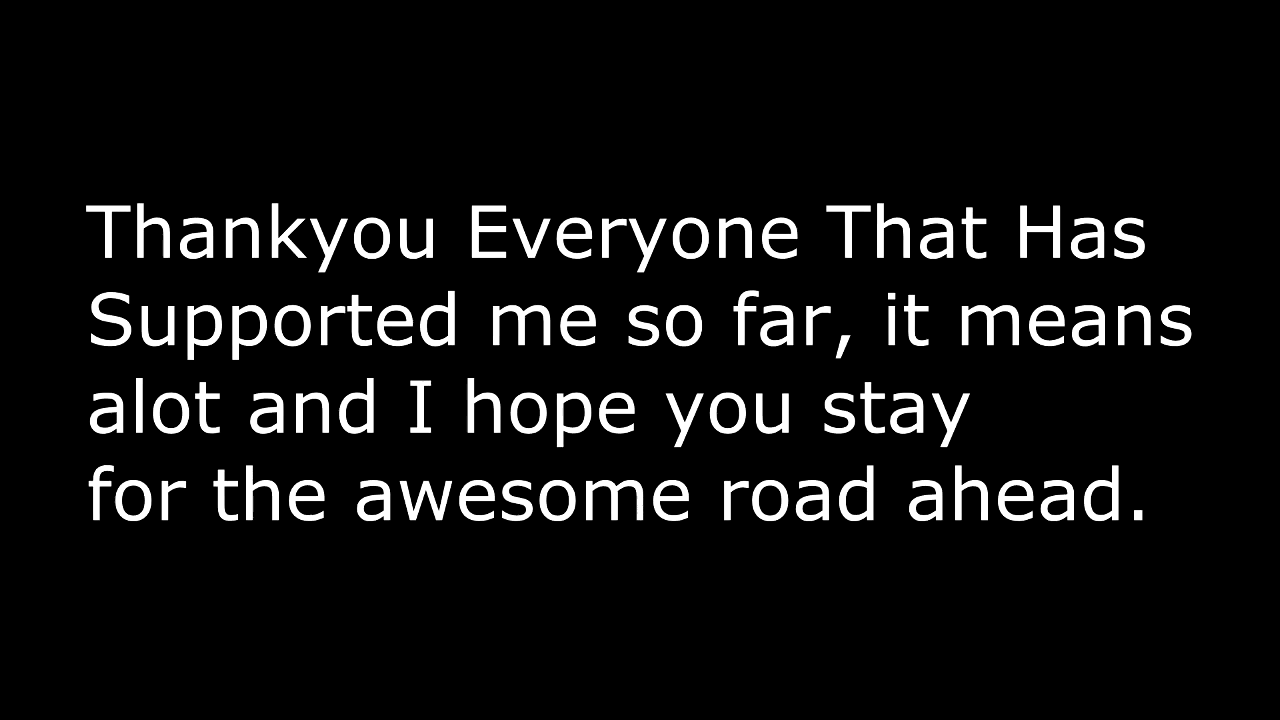 Thankyou Everyone That Has
Supported me so far, it means
alot and I hope you stay
for the awesome road ahead.